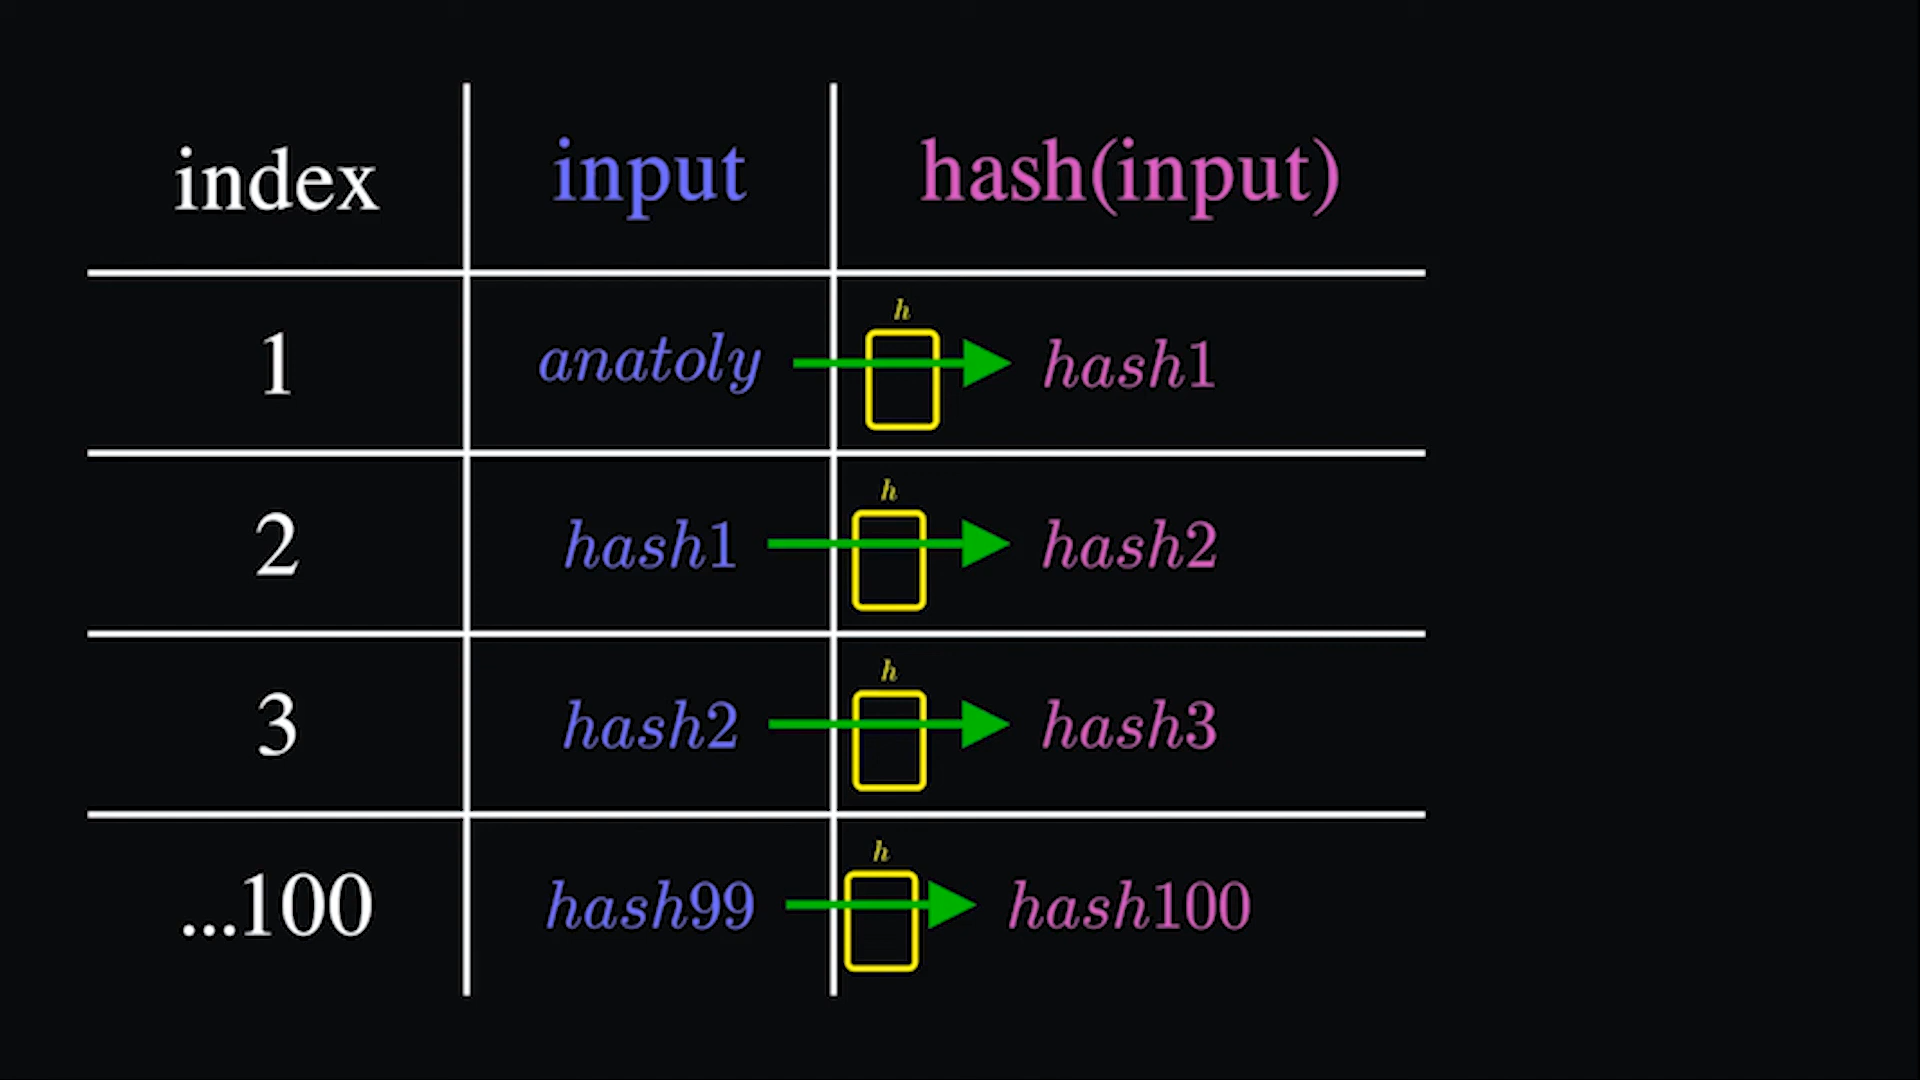 index input hash(input)
h
1 anatoly hash1
h
2 hash1 hash2
h
3 hash2 hash3
h
...100 hash99 hash100